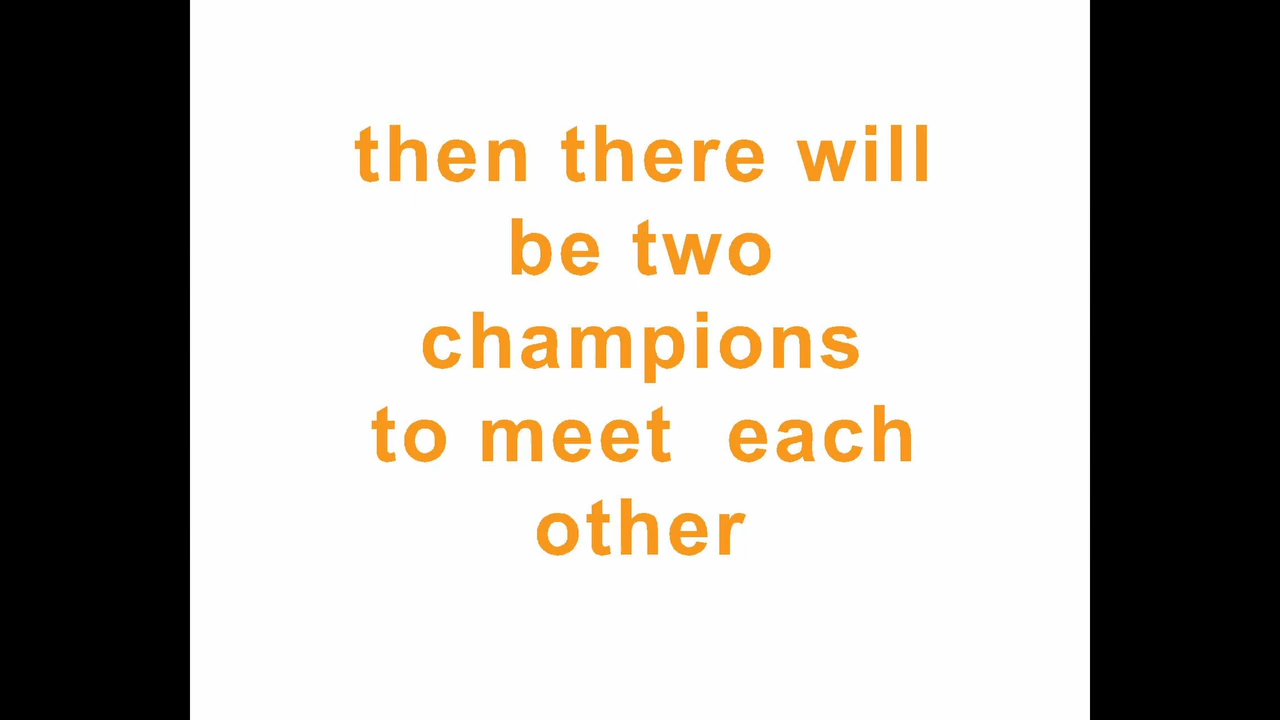 then there will
be two
champions
to meet  each
other